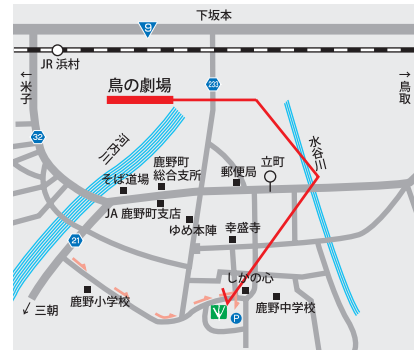 下坂本
9
JR 浜村
← 米子
→ 鳥取
鳥の劇場
233
河内川
水谷川
32
鹿野町
総合支所
郵便局
立町
そば道場
JA 鹿野町支店
ゆめ本陣
幸盛寺
21
しかの心
← 三朝
鹿野小学校
鹿野中学校
P